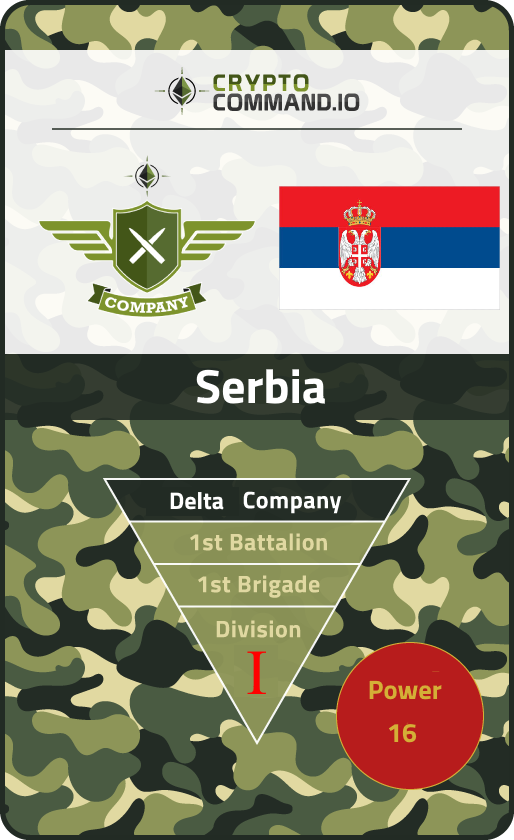 CRYPTO
COMMAND.IO
COMPANY
Serbia
Delta Company
1st Battalion
1st Brigade
Division
I
Power
16